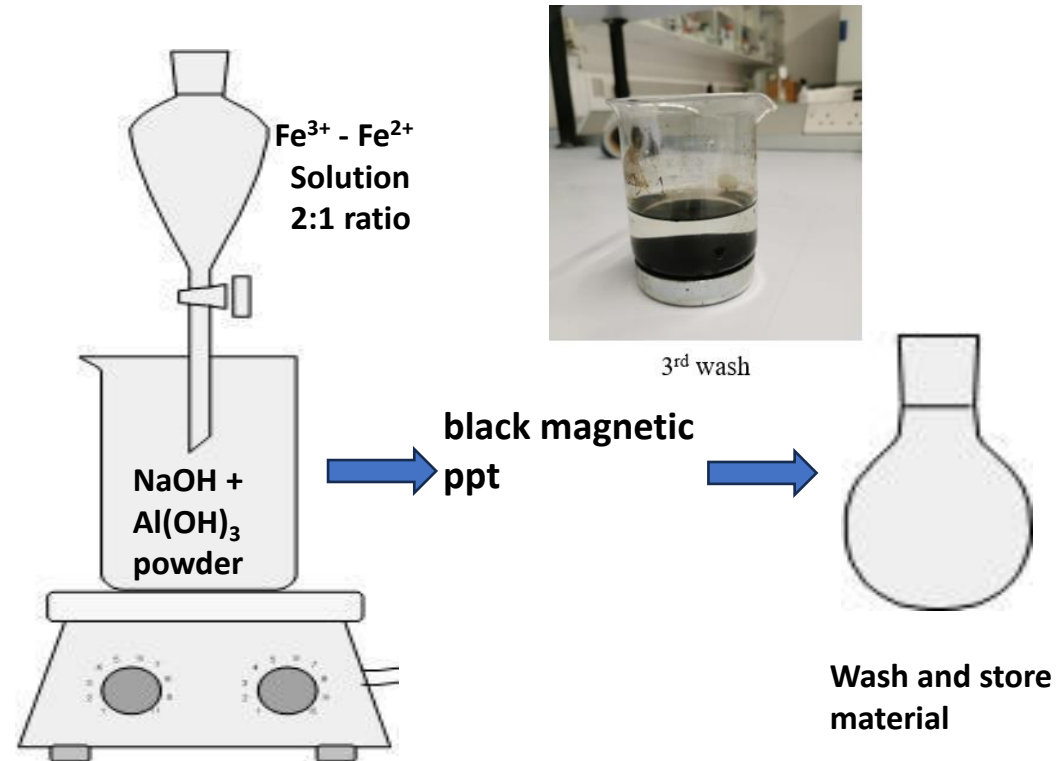 Fe³⁺ - Fe²⁺
Solution
2:1 ratio
NaOH +
Al(OH)₃
powder
black magnetic
ppt
3ʳᵈ wash
Wash and store
material